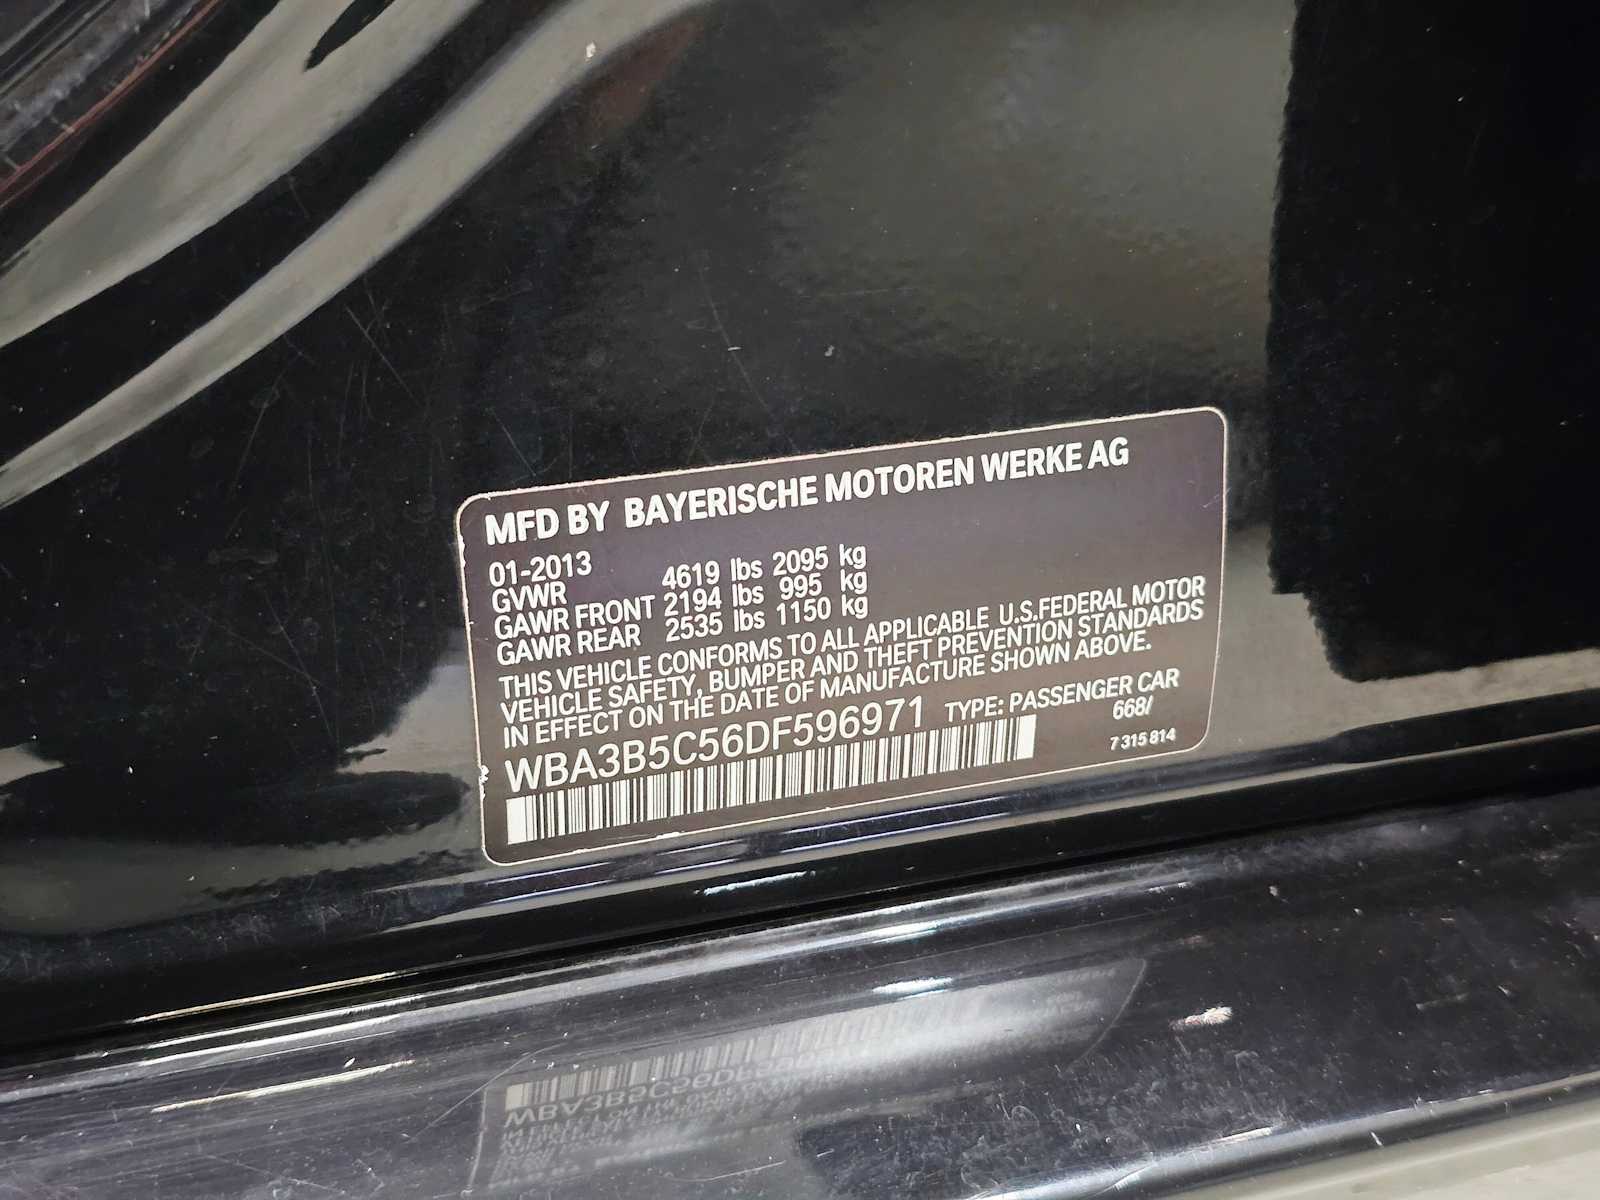 MFD BY BAYERISCHE MOTOREN WERKE AG
01-2013
GVWR 4619 lbs 2095 kg
GAWR FRONT 2194 lbs 995 kg
GAWR REAR 2535 lbs 1150 kg
THIS VEHICLE CONFORMS TO ALL APPLICABLE U.S.FEDERAL MOTOR
VEHICLE SAFETY, BUMPER AND THEFT PREVENTION STANDARDS
IN EFFECT ON THE DATE OF MANUFACTURE SHOWN ABOVE.
WBA3B5C56DF596971 TYPE: PASSENGER CAR
668/
7 315 814